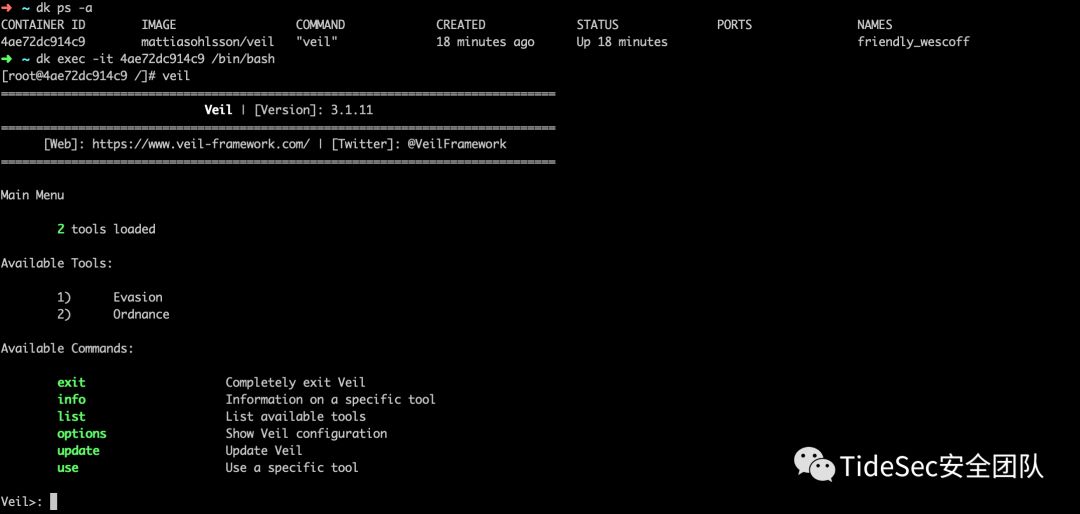 ➜ ~ dk ps -a
CONTAINER ID IMAGE COMMAND CREATED STATUS PORTS NAMES
4ae72dc914c9 mattiasohlsson/veil "veil" 18 minutes ago Up 18 minutes friendly_wescoff
➜ ~ dk exec -it 4ae72dc914c9 /bin/bash
[root@4ae72dc914c9 /]# veil
===============================================================================
Veil | [Version]: 3.1.11
===============================================================================
[Web]: https://www.veil-framework.com/ | [Twitter]: @VeilFramework
===============================================================================
Main Menu
2 tools loaded
Available Tools:
1) Evasion
2) Ordnance
Available Commands:
exit Completely exit Veil
info Information on a specific tool
list List available tools
options Show Veil configuration
update Update Veil
use Use a specific tool
Veil>:
TideSec安全团队